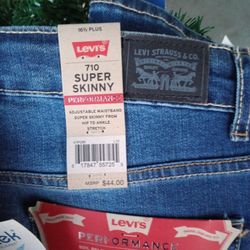 16½ PLUS
Levi's
710
SUPER
SKINNY
PERFORMANCE
ADJUSTABLE WAISTBAND
SUPER SKINNY FROM
HIP TO ANKLE
STRETCH
MSRP $44.00
LEVI STRAUSS & CO.
Levi's
PERFORMANCE